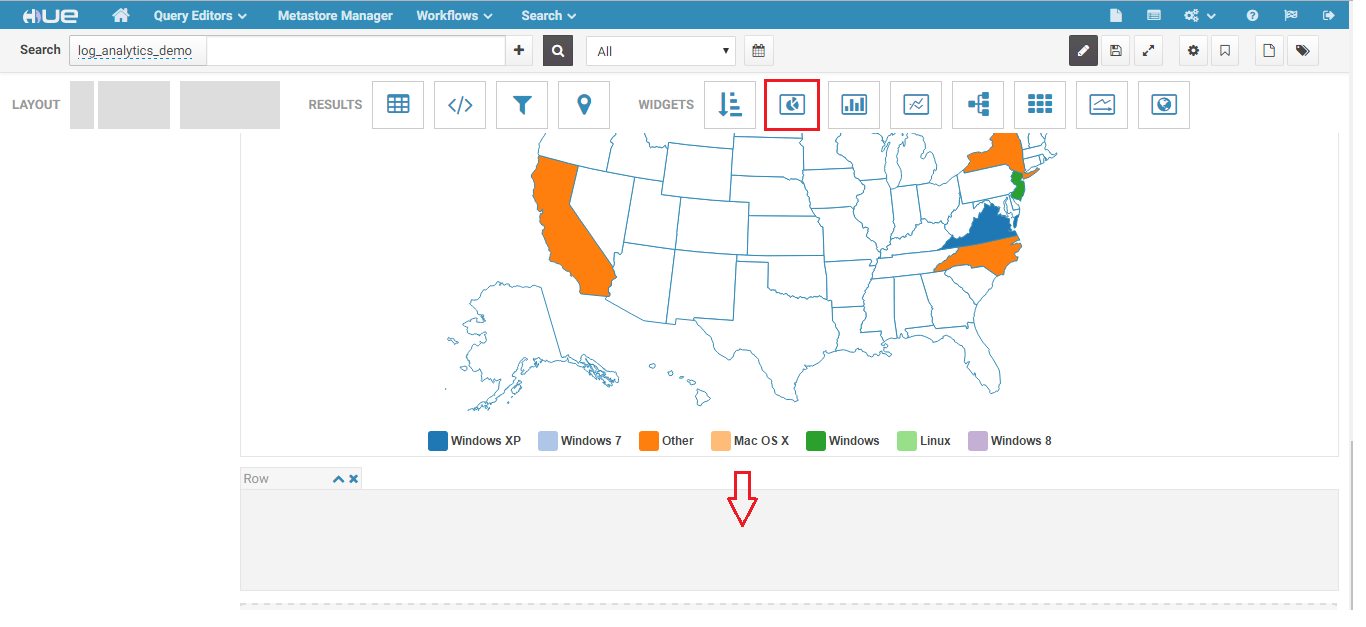 HUE Query Editors Metastore Manager Workflows Search
Search log_analytics_demo All
LAYOUT RESULTS </> WIDGETS
Windows XP Windows 7 Other Mac OS X Windows Linux Windows 8
Row